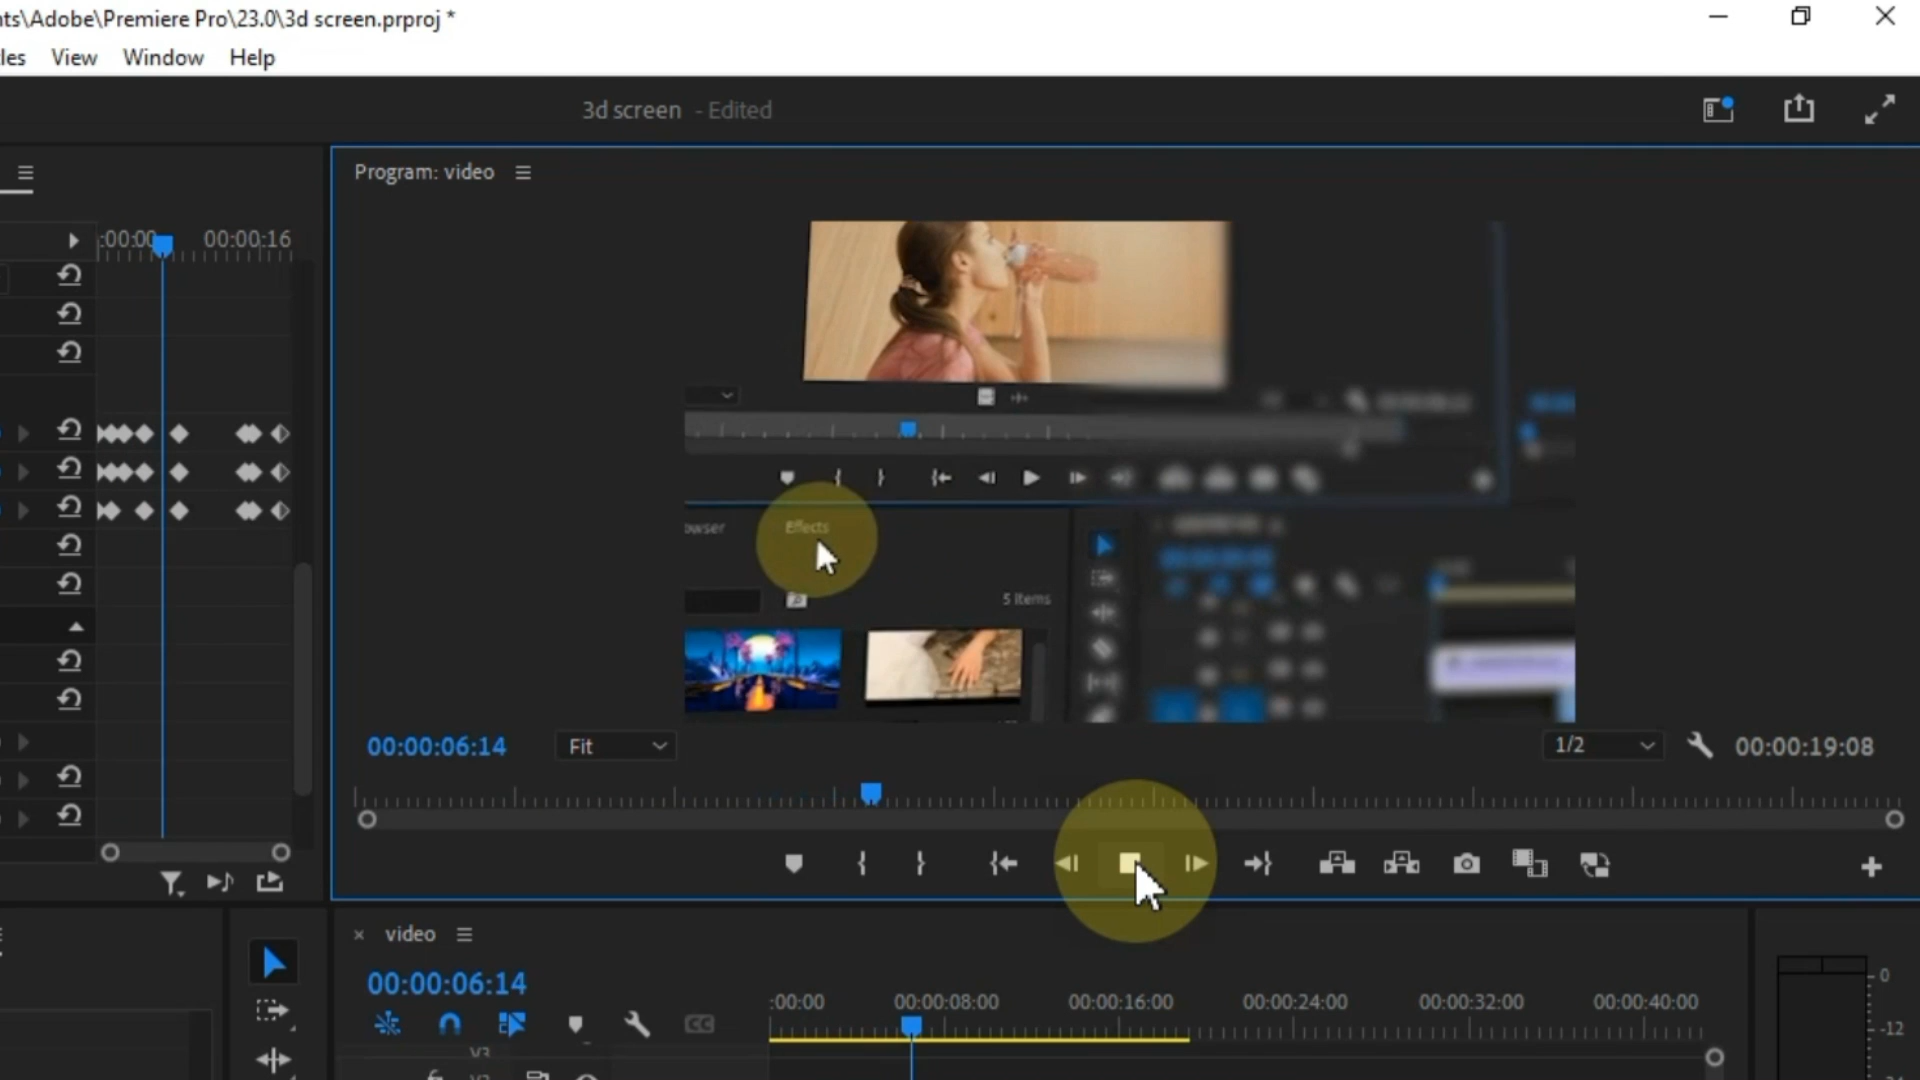 ts\Adobe\Premiere Pro\23.0\3d screen.prproj *
les View Window Help
3d screen - Edited
Program: video
:00:00 00:00:16
Effects
5 Items
00:00:06:14 Fit 1/2 00:00:19:08
video
00:00:06:14
:00:00 00:00:08:00 00:00:16:00 00:00:24:00 00:00:32:00 00:00:40:00
0
-12
V3